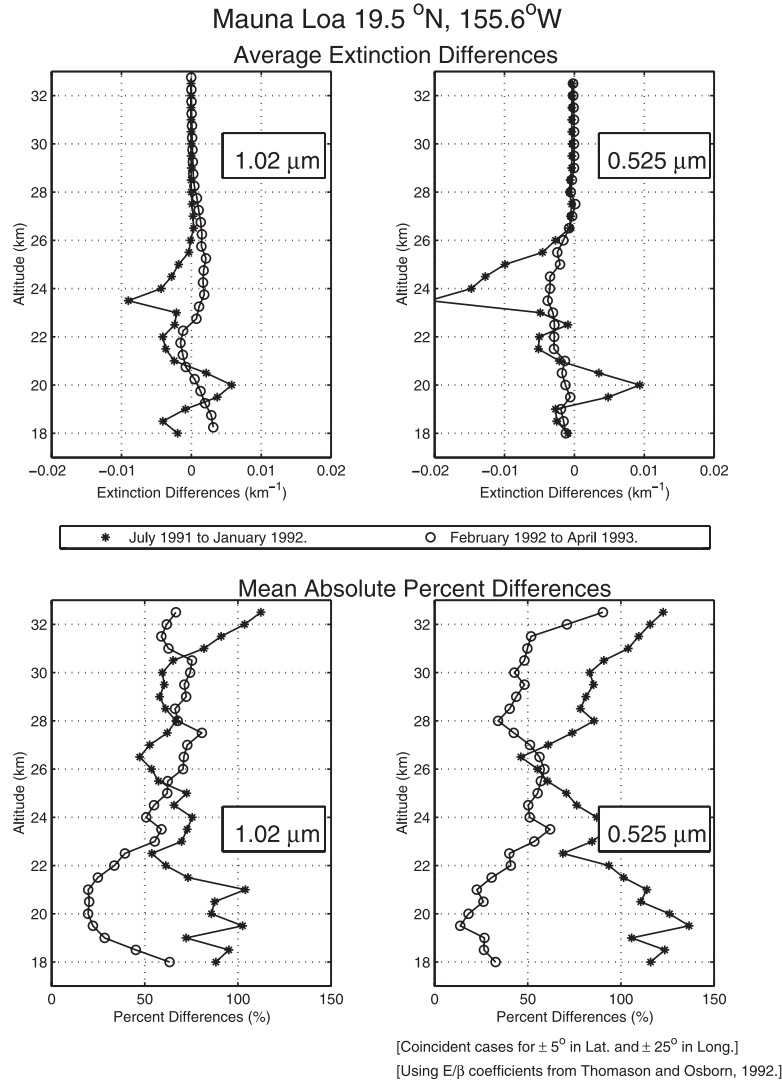 Mauna Loa 19.5 °N, 155.6°W
Average Extinction Differences
32
30
28
26
24
22
20
18
Altitude (km)
1.02 μm
−0.02 −0.01 0 0.01 0.02
Extinction Differences (km⁻¹)
32
30
28
26
24
22
20
18
Altitude (km)
0.525 μm
−0.02 −0.01 0 0.01 0.02
Extinction Differences (km⁻¹)
July 1991 to January 1992.
February 1992 to April 1993.
Mean Absolute Percent Differences
32
30
28
26
24
22
20
18
Altitude (km)
1.02 μm
0 50 100 150
Percent Differences (%)
32
30
28
26
24
22
20
18
Altitude (km)
0.525 μm
0 50 100 150
Percent Differences (%)
[Coincident cases for ± 5° in Lat. and ± 25° in Long.]
[Using E/β coefficients from Thomason and Osborn, 1992.]